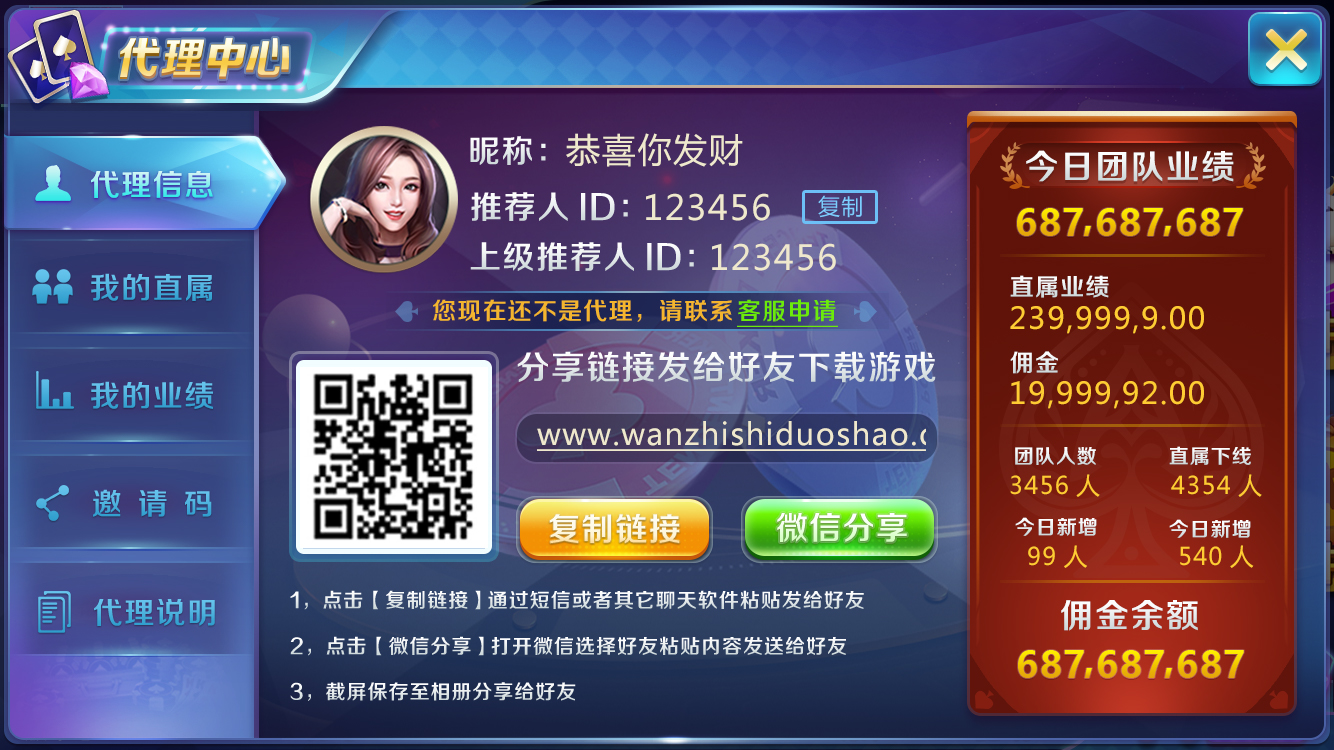 代理中心
代理信息
我的直属
我的业绩
邀请码
代理说明
昵称：恭喜你发财
推荐人 ID：123456
复制
上级推荐人 ID：123456
您现在还不是代理，请联系客服申请
分享链接发给好友下载游戏
www.wanzhishiduoshao.c
复制链接
微信分享
1，点击【复制链接】通过短信或者其它聊天软件粘贴发给好友
2，点击【微信分享】打开微信选择好友粘贴内容发送给好友
3，截屏保存至相册分享给好友
今日团队业绩
687,687,687
直属业绩
239,999,9.00
佣金
19,999,92.00
团队人数
3456 人
直属下线
4354 人
今日新增
99 人
今日新增
540 人
佣金余额
687,687,687